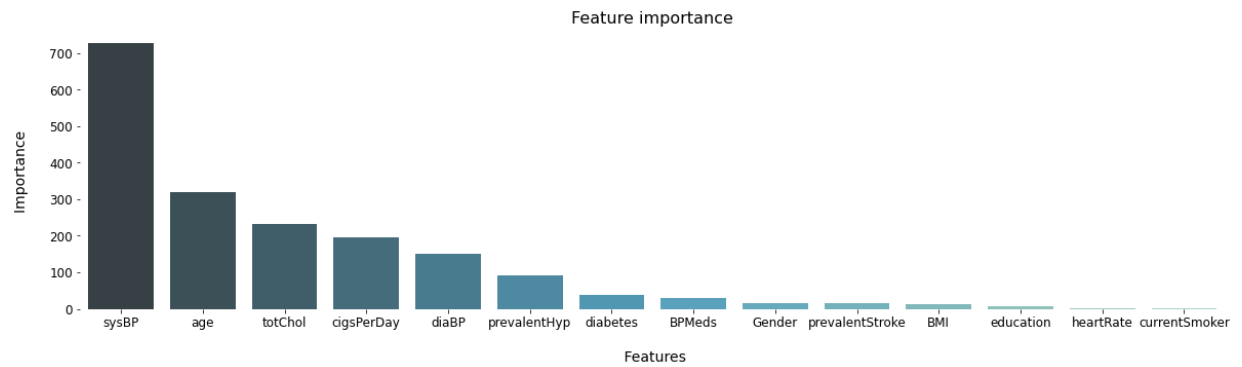 Feature importance
Importance
700
600
500
400
300
200
100
0
sysBP age totChol cigsPerDay diaBP prevalentHyp diabetes BPMeds Gender prevalentStroke BMI education heartRate currentSmoker
Features